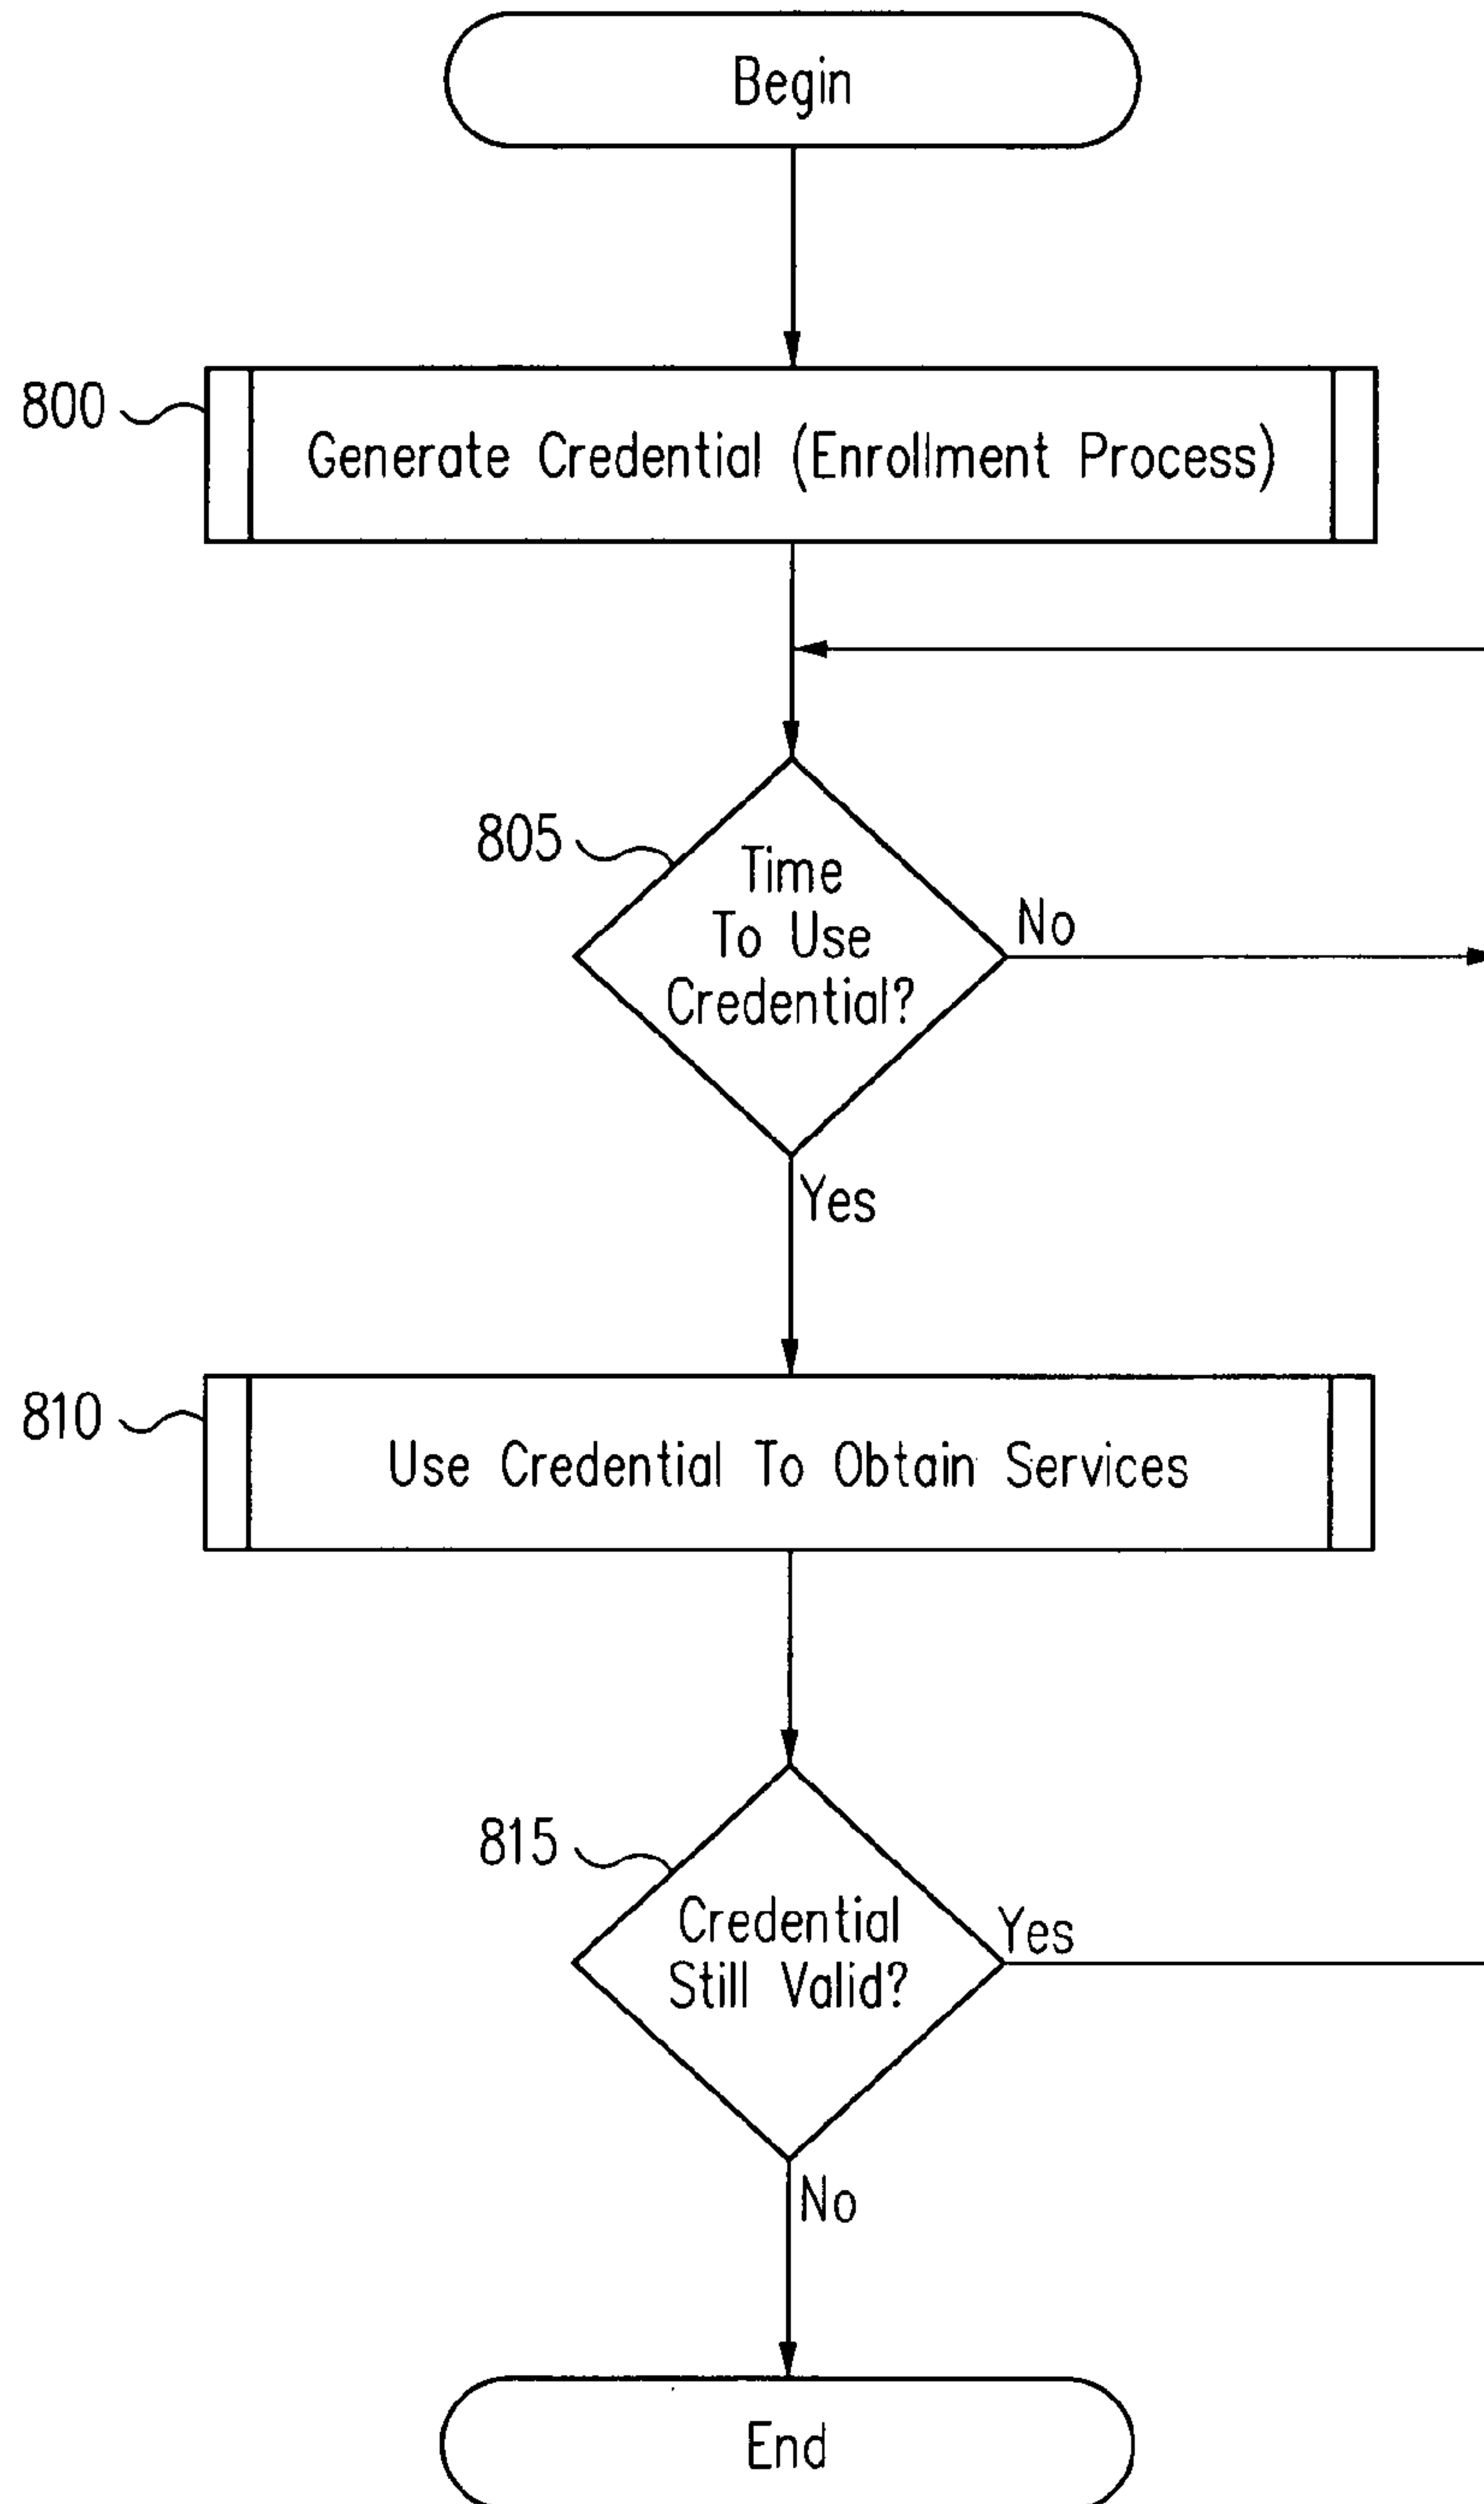 Begin
800
Generate Credential (Enrollment Process)
805
Time
To Use
Credential?
No
Yes
810
Use Credential To Obtain Services
815
Credential
Still Valid?
Yes
No
End